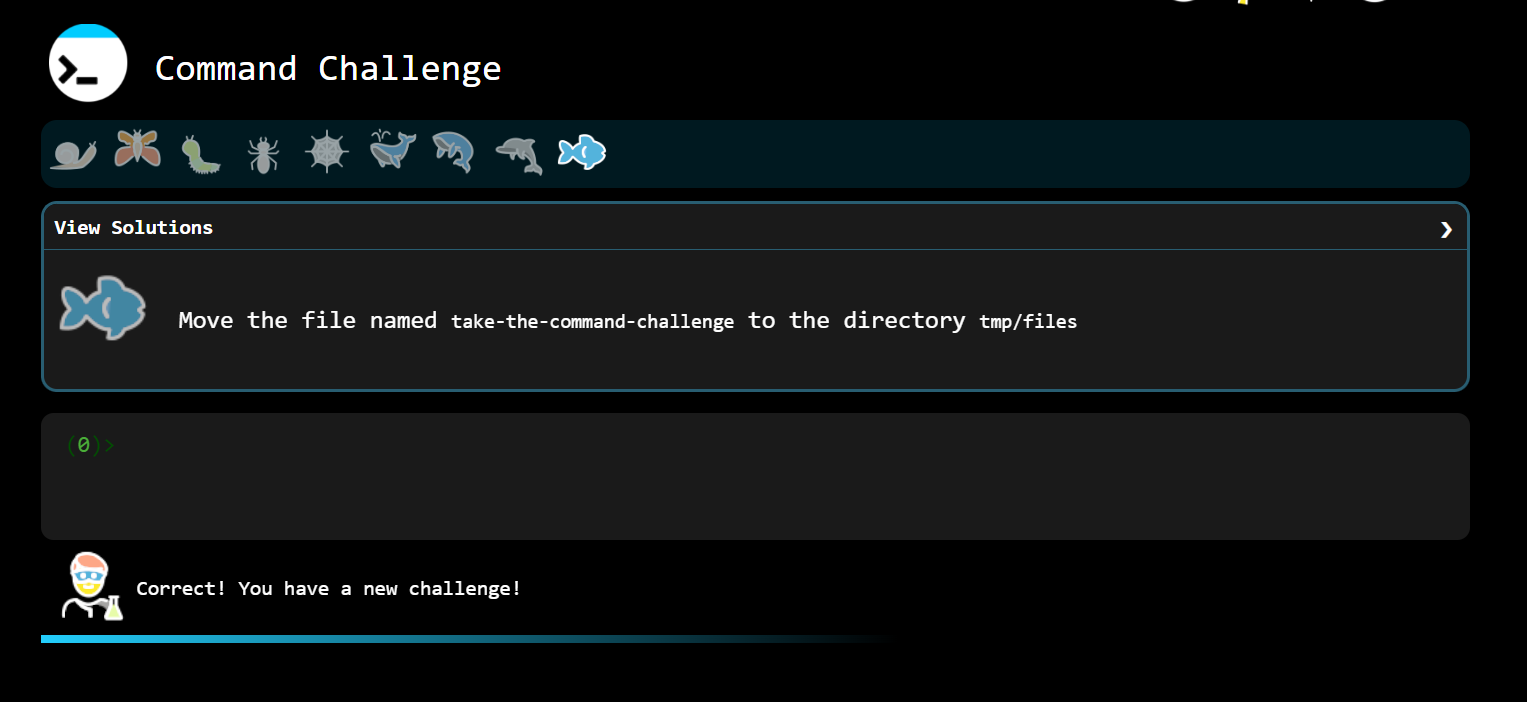 Command Challenge
View Solutions
Move the file named take-the-command-challenge to the directory tmp/files
(0)>
Correct! You have a new challenge!